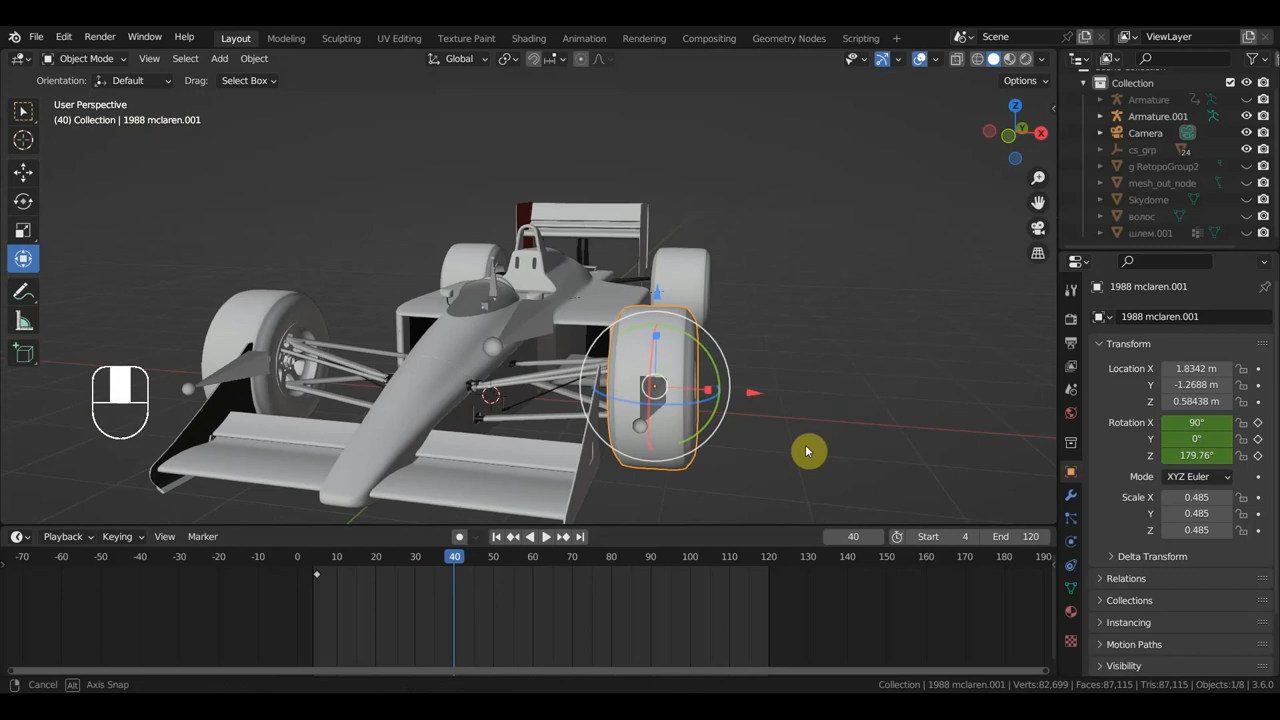 File Edit Render Window Help Layout Modeling Sculpting UV Editing Texture Paint Shading Animation Rendering Compositing Geometry Nodes Scripting + Scene ViewLayer
Object Mode View Select Add Object Global
Orientation: Default Drag: Select Box Options
User Perspective
(40) Collection | 1988 mclaren.001
Z
Y
X
Collection
Armature
Armature.001
Camera
cs_grp 24
g RetopoGroup2
mesh_out_node
Skydome
волос
шлем.001
1988 mclaren.001
1988 mclaren.001
Transform
Location X 1.8342 m
Y -1.2688 m
Z 0.58438 m
Rotation X 90°
Y 0°
Z 179.76°
Mode XYZ Euler
Scale X 0.485
Y 0.485
Z 0.485
Delta Transform
Relations
Collections
Instancing
Motion Paths
Visibility
Playback Keying View Marker 40 Start 4 End 120
-70 -60 -50 -40 -30 -20 -10 0 10 20 30 40 50 60 70 80 90 100 110 120 130 140 150 160 170 180 190
Cancel Alt Axis Snap Collection | 1988 mclaren.001 | Verts:82,699 | Faces:87,115 | Tris:87,115 | Objects:1/8 | 3.6.0